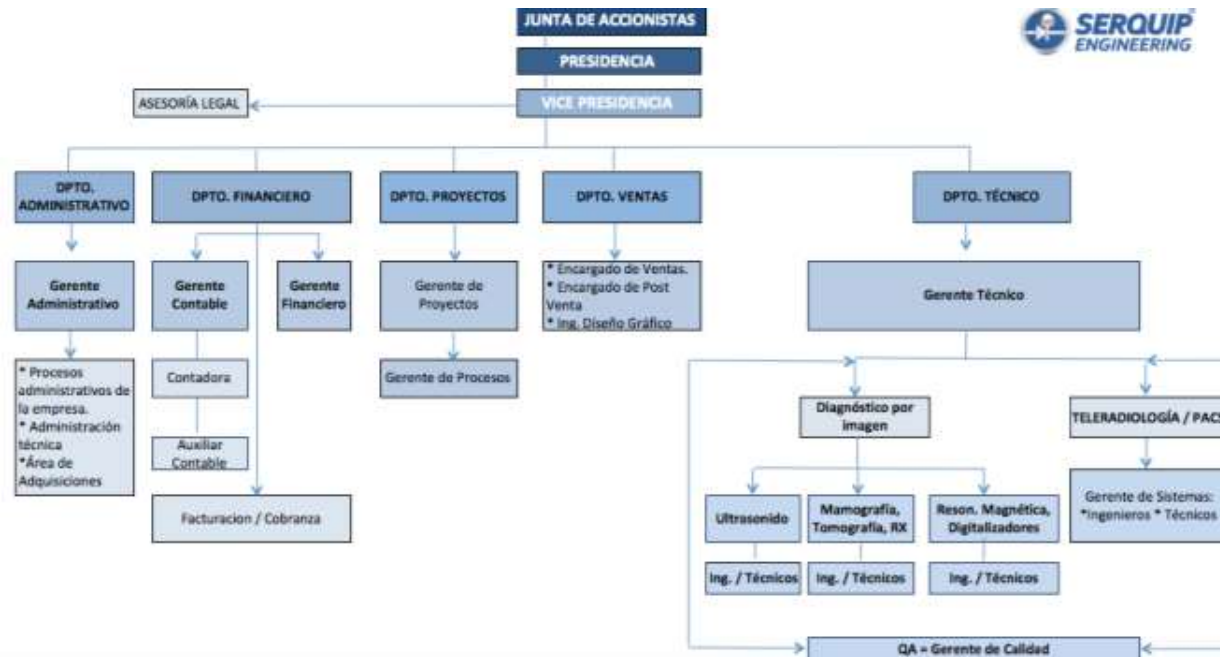 JUNTA DE ACCIONISTAS
SERQUIP
ENGINEERING
PRESIDENCIA
ASESORÍA LEGAL
VICE PRESIDENCIA
DPTO.
ADMINISTRATIVO
DPTO. FINANCIERO
DPTO. PROYECTOS
DPTO. VENTAS
DPTO. TÉCNICO
Gerente
Administrativo
Gerente
Contable
Gerente
Financiero
Gerente de
Proyectos
* Encargado de Ventas.
* Encargado de Post
Venta
* Ing. Diseño Gráfico
Gerente Técnico
* Procesos
administrativos de
la empresa.
* Administración
técnica
*Área de
Adquisiciones
Contadora
Gerente de Procesos
Auxiliar
Contable
Facturacion / Cobranza
Diagnóstico por
imagen
TELERADIOLOGÍA / PACS
Ultrasonido
Mamografía,
Tomografía, RX
Reson. Magnética,
Digitalizadores
Gerente de Sistemas:
*Ingenieros * Técnicos
Ing. / Técnicos
Ing. / Técnicos
Ing. / Técnicos
QA = Gerente de Calidad